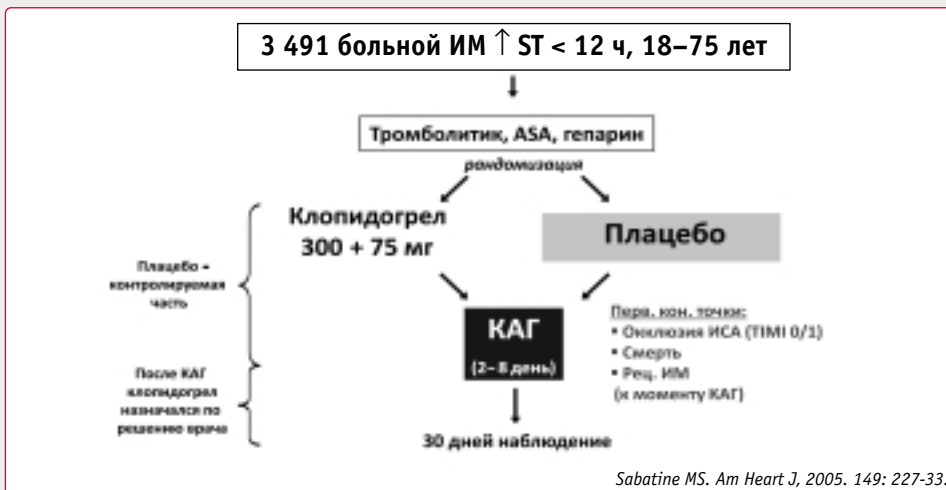 3 491 больной ИМ ↑ ST < 12 ч, 18–75 лет
Тромболитик, ASA, гепарин
рандомизация
Клопидогрел
300 + 75 мг
Плацебо
Плацебо –
контролируемая
часть
КАГ
(2–8 день)
Перв. кон. точки:
▪ Окклюзия ИСА (TIMI 0/1)
▪ Смерть
▪ Рец. ИМ
(к моменту КАГ)
После КАГ
клопидогрел
назначался по
решению врача
30 дней наблюдение
Sabatine MS. Am Heart J, 2005. 149: 227-33.